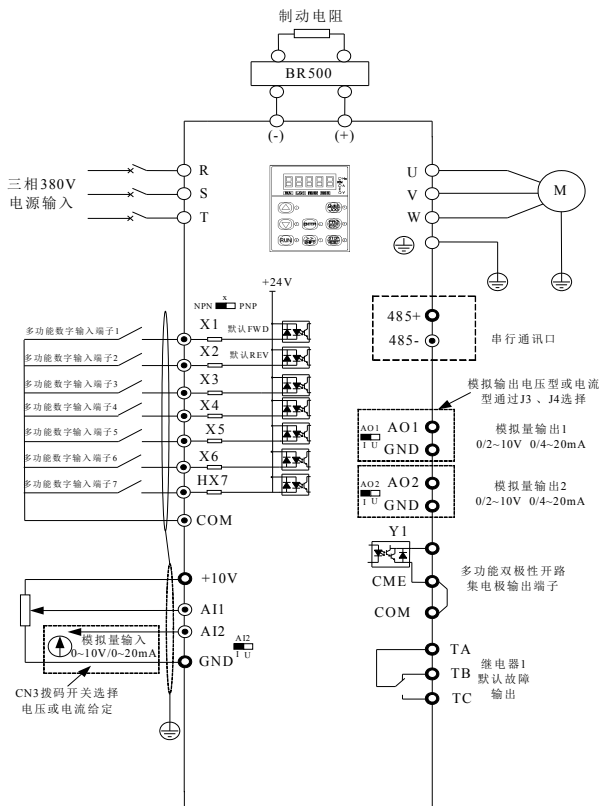 制动电阻
BR500
(-) (+)
三相380V
电源输入
R
S
T
U
V
W
M
ENTER
RUN
+24V
x
NPN PNP
多功能数字输入端子1
X1
默认FWD
多功能数字输入端子2
X2
默认REV
多功能数字输入端子3
X3
多功能数字输入端子4
X4
多功能数字输入端子5
X5
多功能数字输入端子6
X6
多功能数字输入端子7
HX7
COM
485+
485-
串行通讯口
模拟输出电压型或电流
型通过J3 、J4选择
AO1
I U
AO1
GND
模拟量输出1
0/2~10V 0/4~20mA
AO2
I U
AO2
GND
模拟量输出2
0/2~10V 0/4~20mA
Y1
CME
COM
多功能双极性开路
集电极输出端子
+10V
AI1
AI2
GND
AI2
I U
模拟量输入
0~10V/0~20mA
CN3拨码开关选择
电压或电流给定
TA
TB
TC
继电器1
默认故障
输出